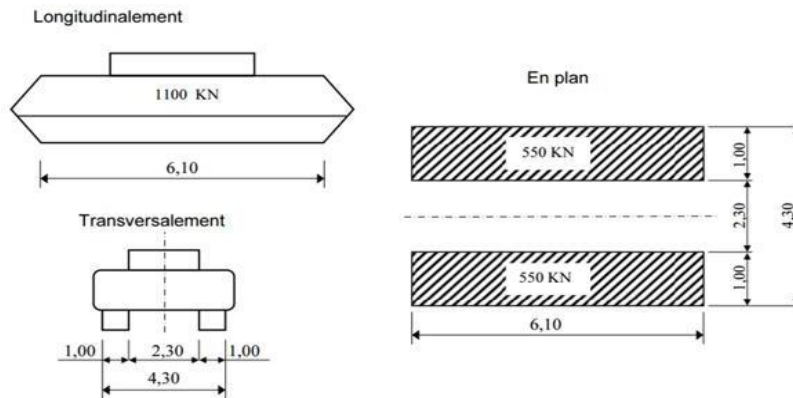 Longitudinalement
1100 KN
6,10
Transversalement
1,00 2,30 1,00
4,30
En plan
550 KN
550 KN
1,00
2,30
1,00
4,30
6,10